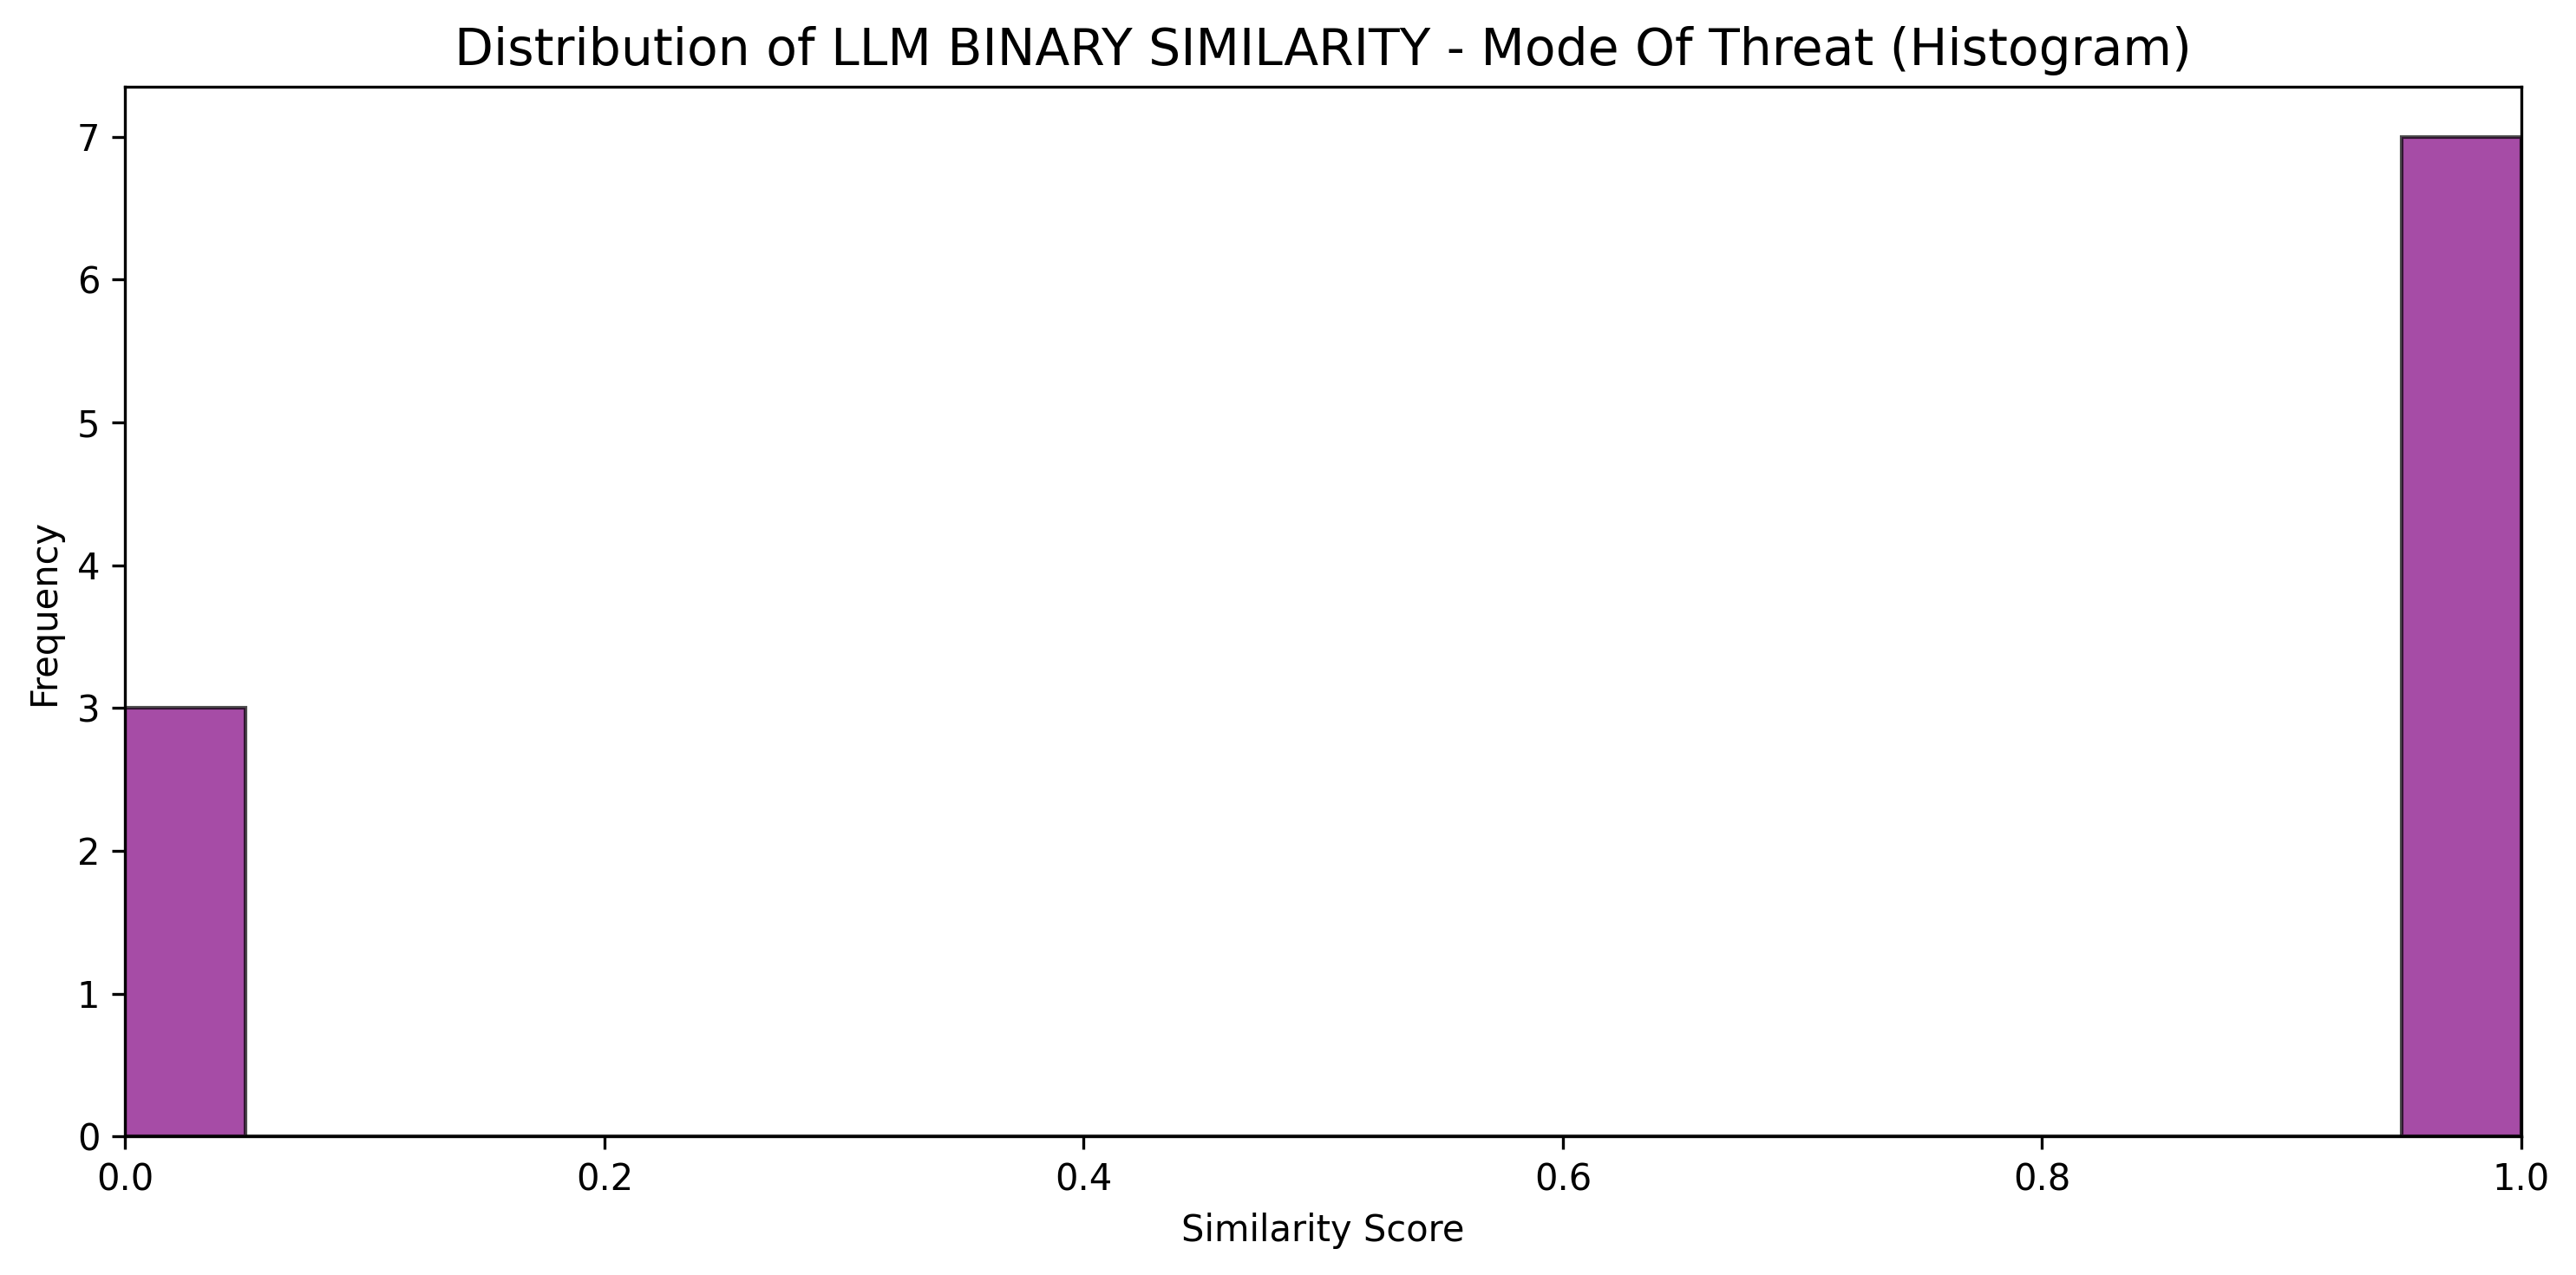 Distribution of LLM BINARY SIMILARITY - Mode Of Threat (Histogram)
7
6
5
4
3
2
1
0
Frequency
0.0 0.2 0.4 0.6 0.8 1.0
Similarity Score